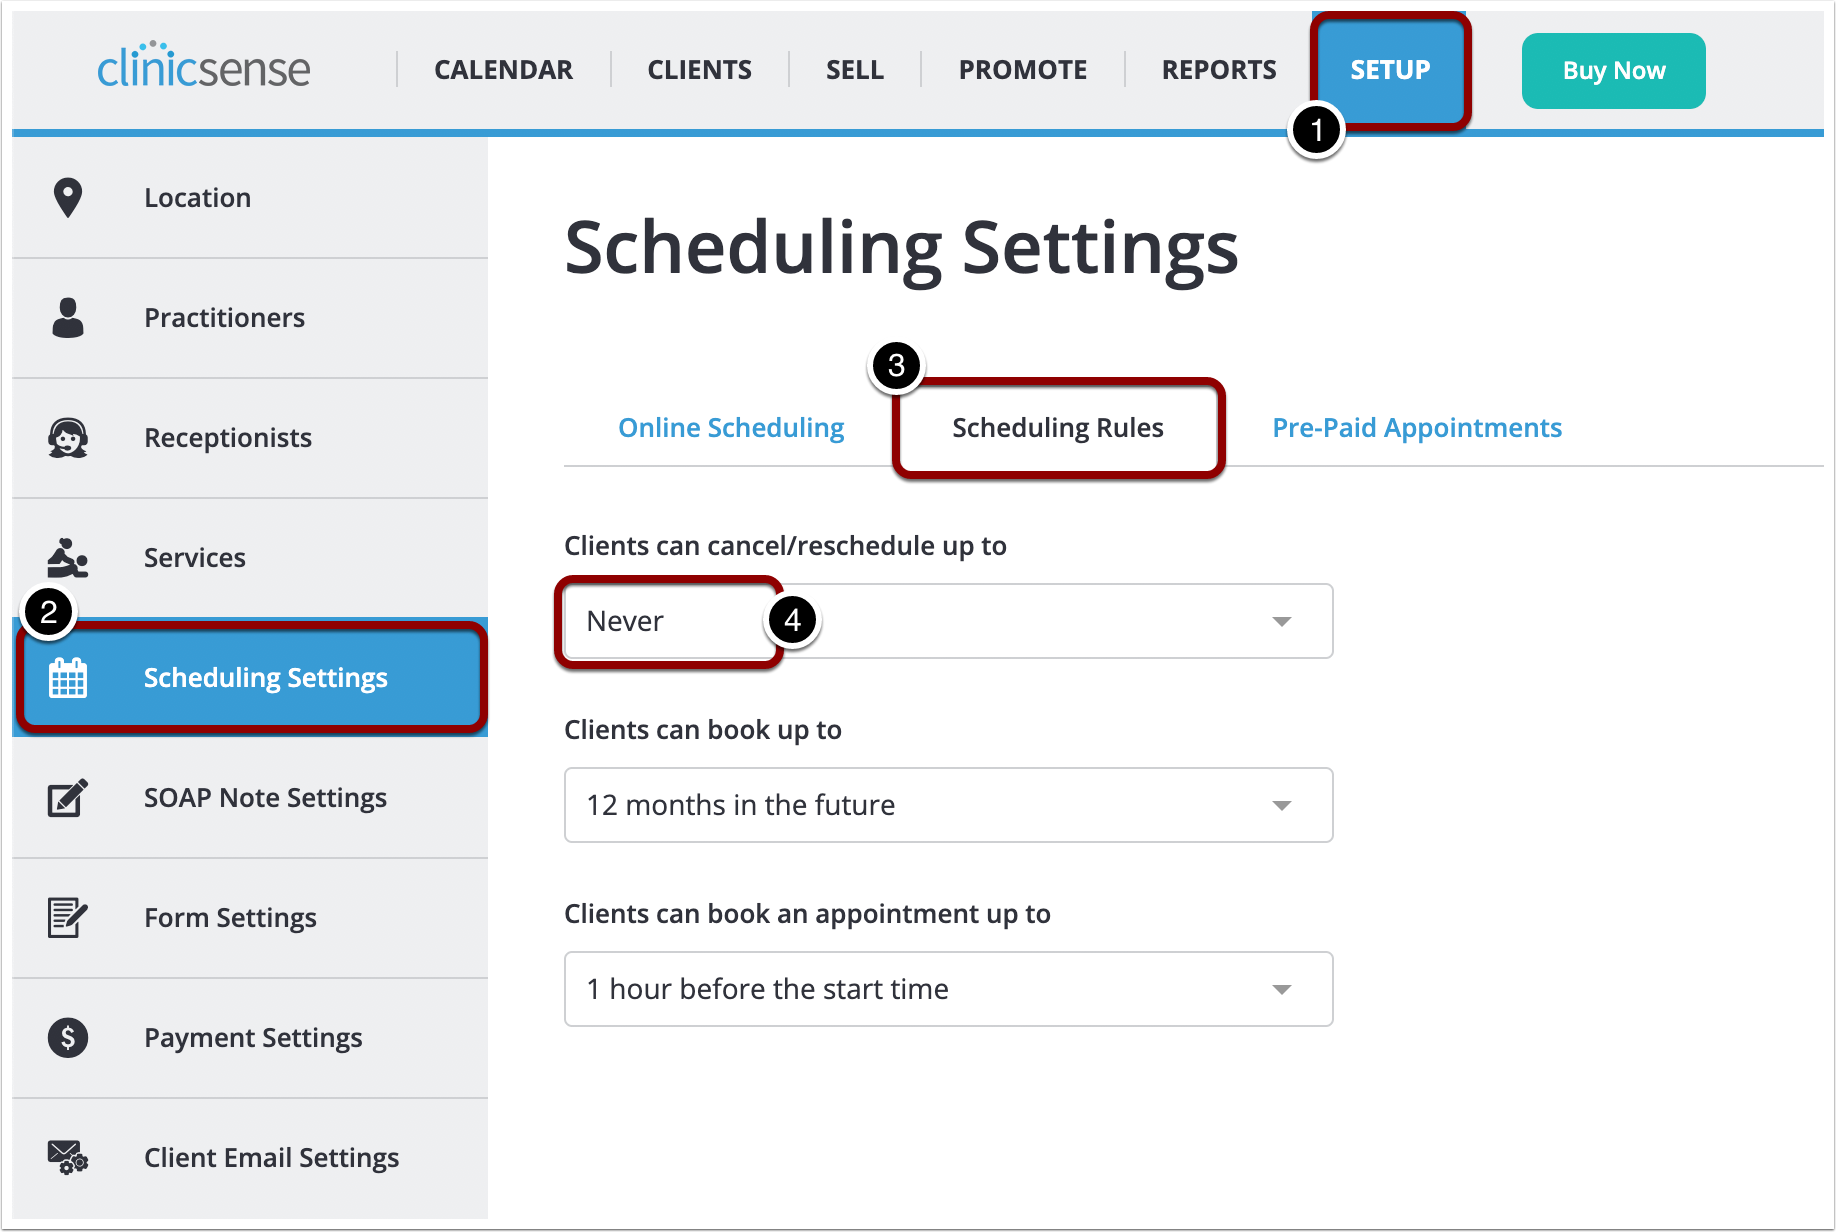 clinicsense
CALENDAR
CLIENTS
SELL
PROMOTE
REPORTS
SETUP
Buy Now
1
Location
Practitioners
Receptionists
Services
2
Scheduling Settings
SOAP Note Settings
Form Settings
$
Payment Settings
Client Email Settings
Scheduling Settings
3
Online Scheduling
Scheduling Rules
Pre-Paid Appointments
Clients can cancel/reschedule up to
Never
4
Clients can book up to
12 months in the future
Clients can book an appointment up to
1 hour before the start time